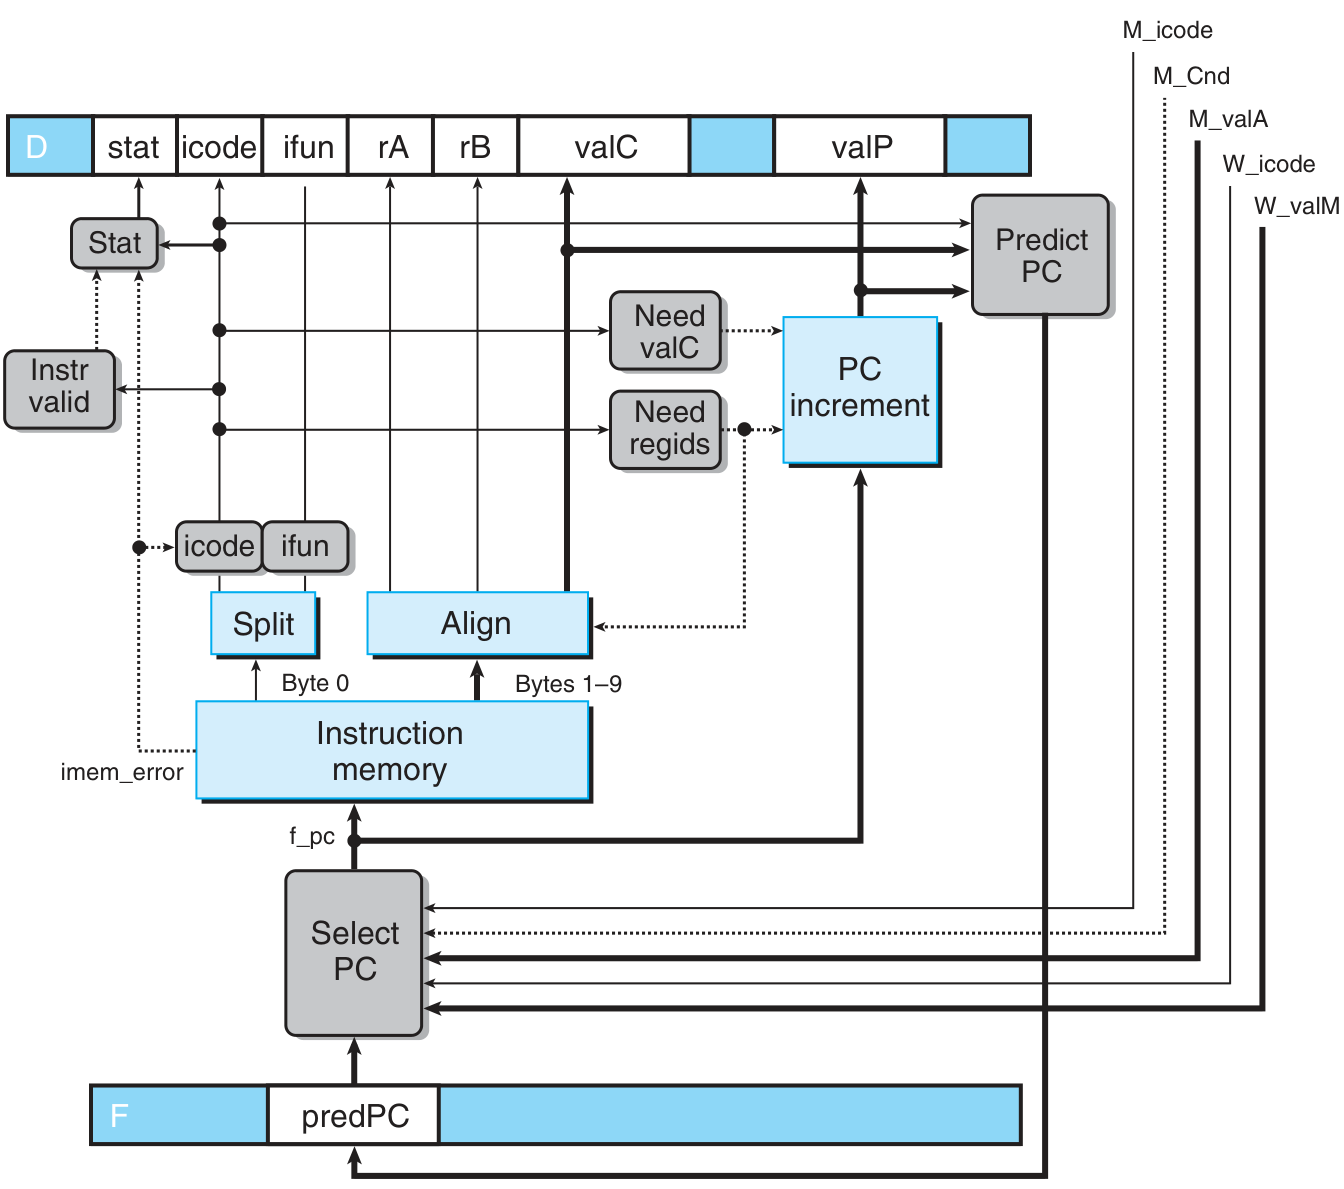 M_icode
M_Cnd
M_valA
W_icode
W_valM
D stat icode ifun rA rB valC valP
Stat
Predict
PC
Need
valC
Instr
valid
PC
increment
Need
regids
icode ifun
Split
Align
Byte 0
Bytes 1–9
Instruction
memory
imem_error
f_pc
Select
PC
F predPC